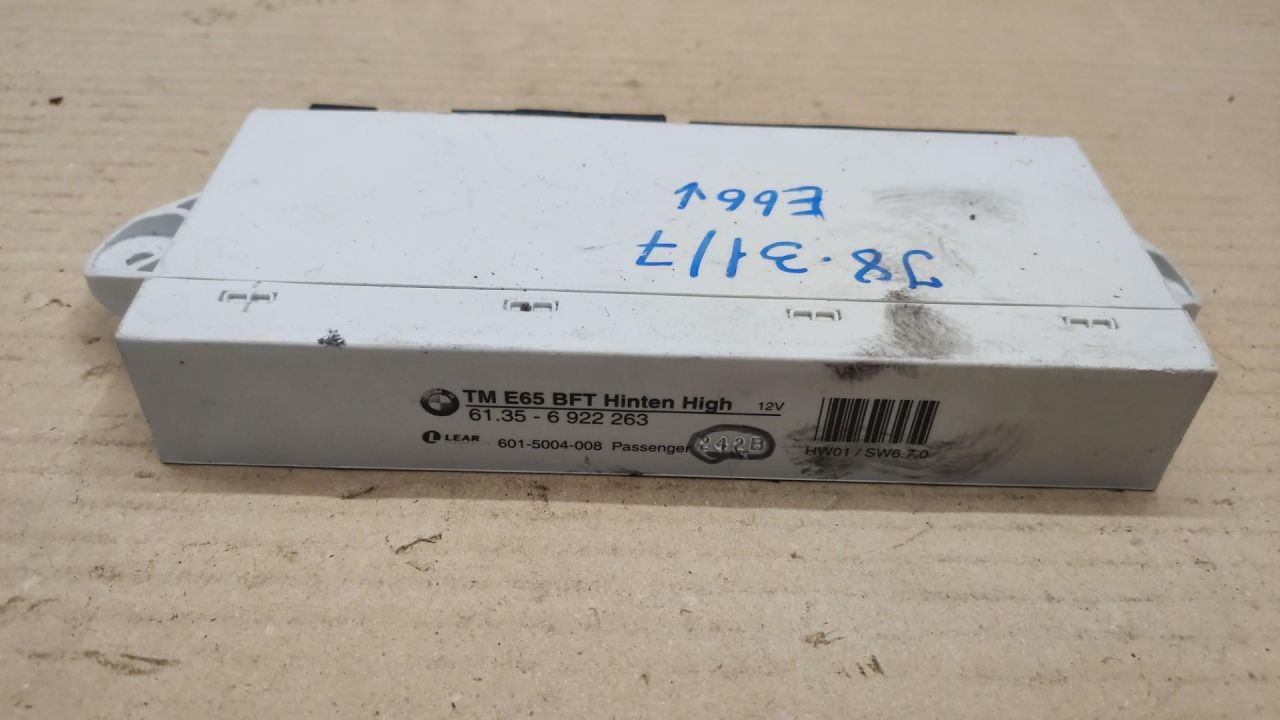 J8.31/7
E661
TM E65 BFT Hinten High 12V
61.35 - 6 922 263
LEAR 601-5004-008 Passenger 242B
HW01 / SW6.7.0